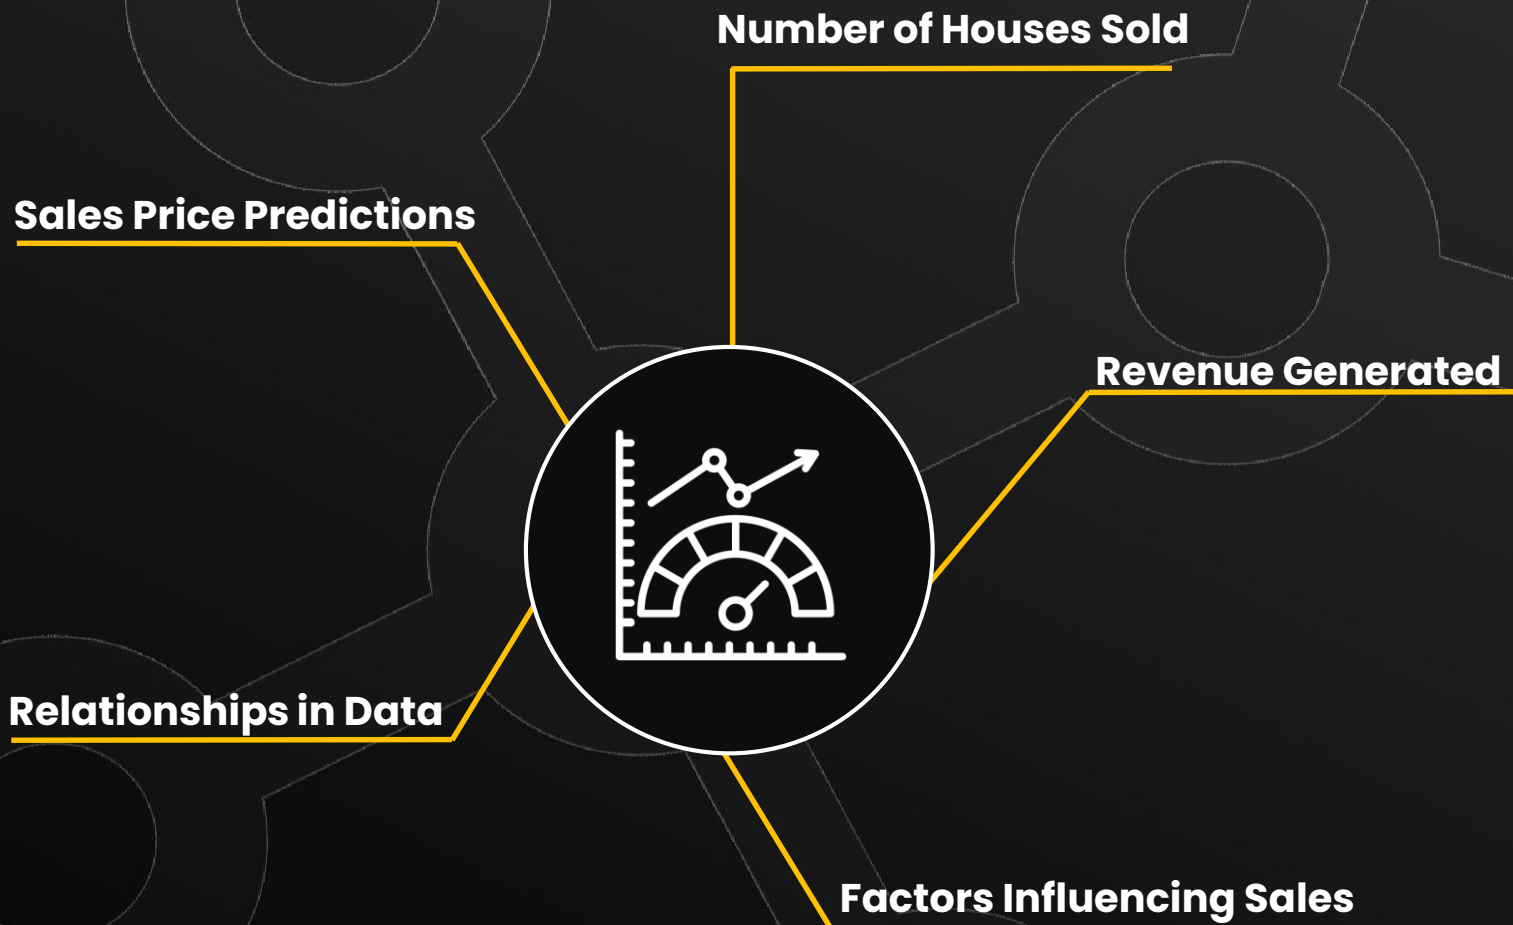 Number of Houses Sold
Sales Price Predictions
Revenue Generated
Relationships in Data
Factors Influencing Sales